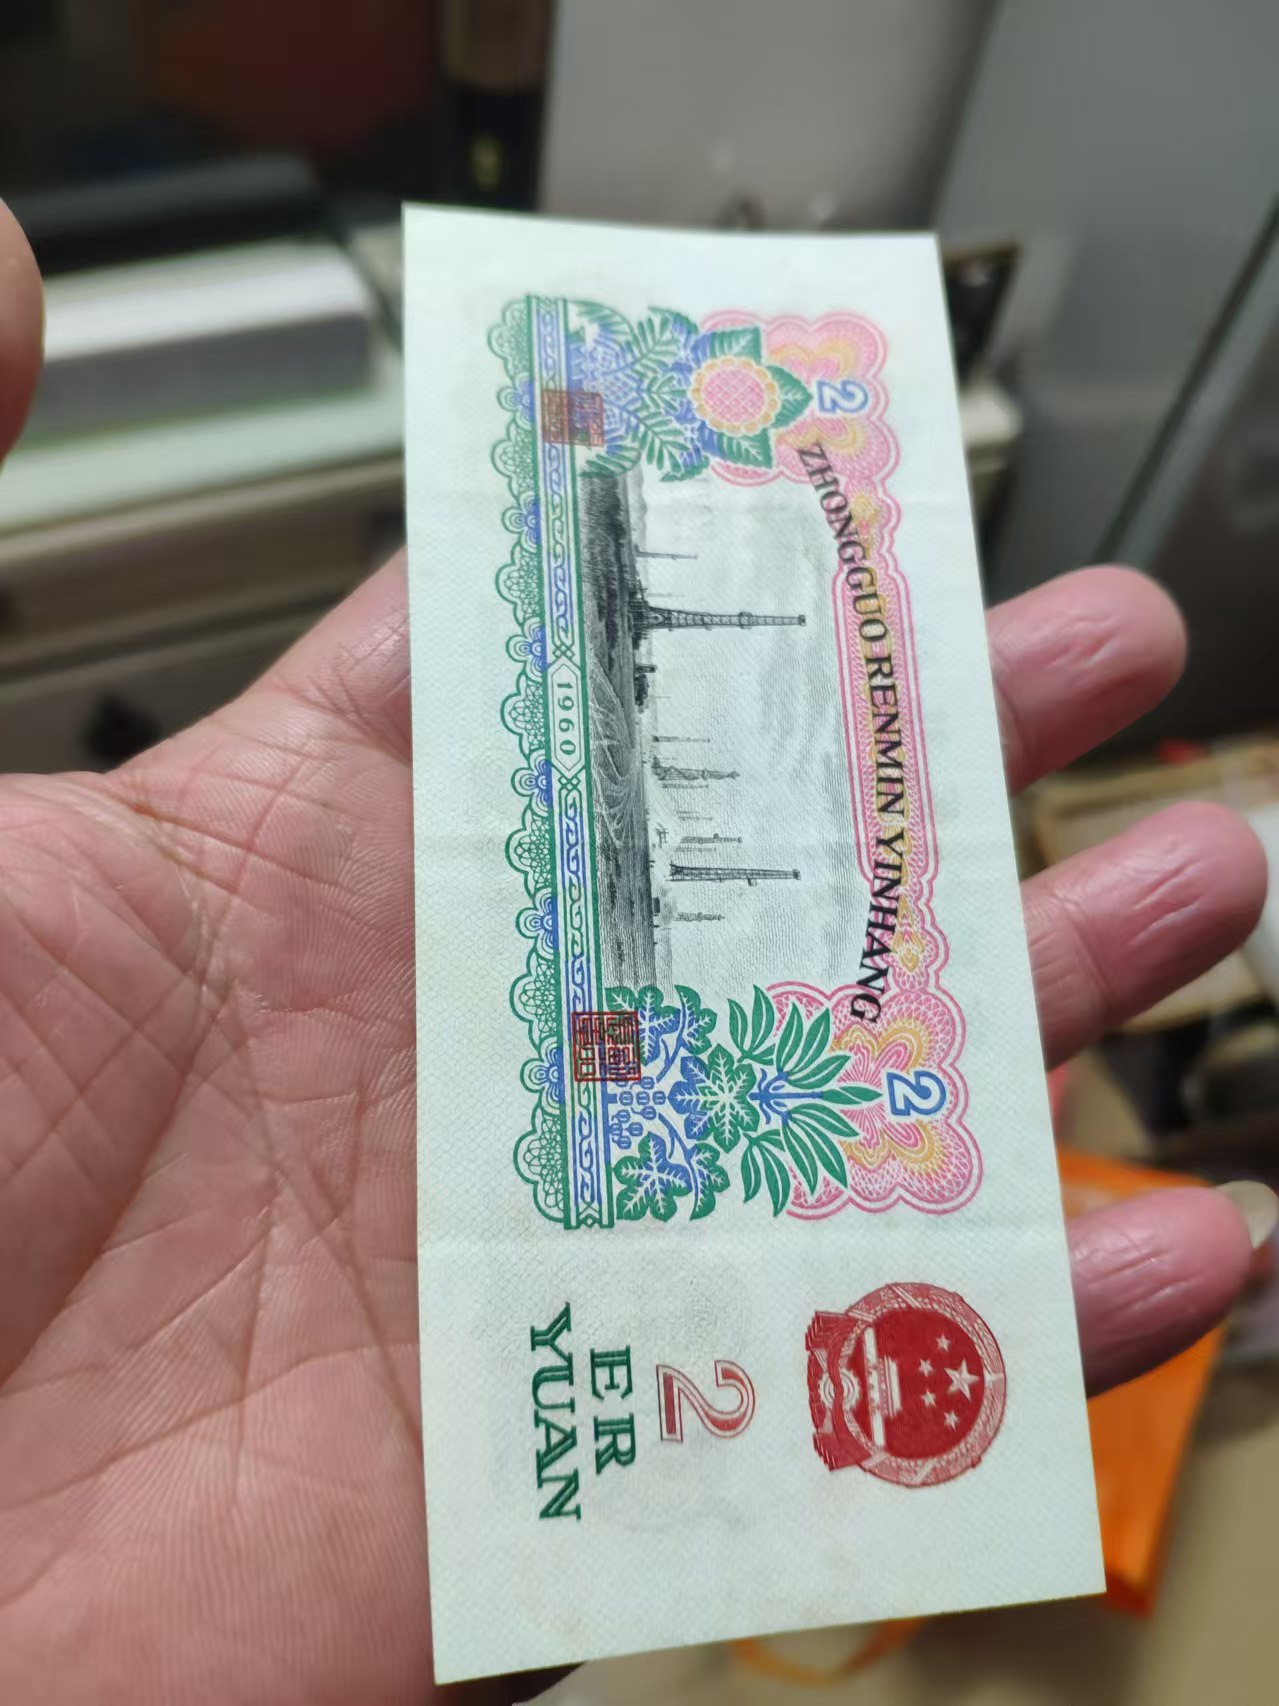 ZHONGGUO RENMIN YINHANG
2
2
1960
2
ER
YUAN